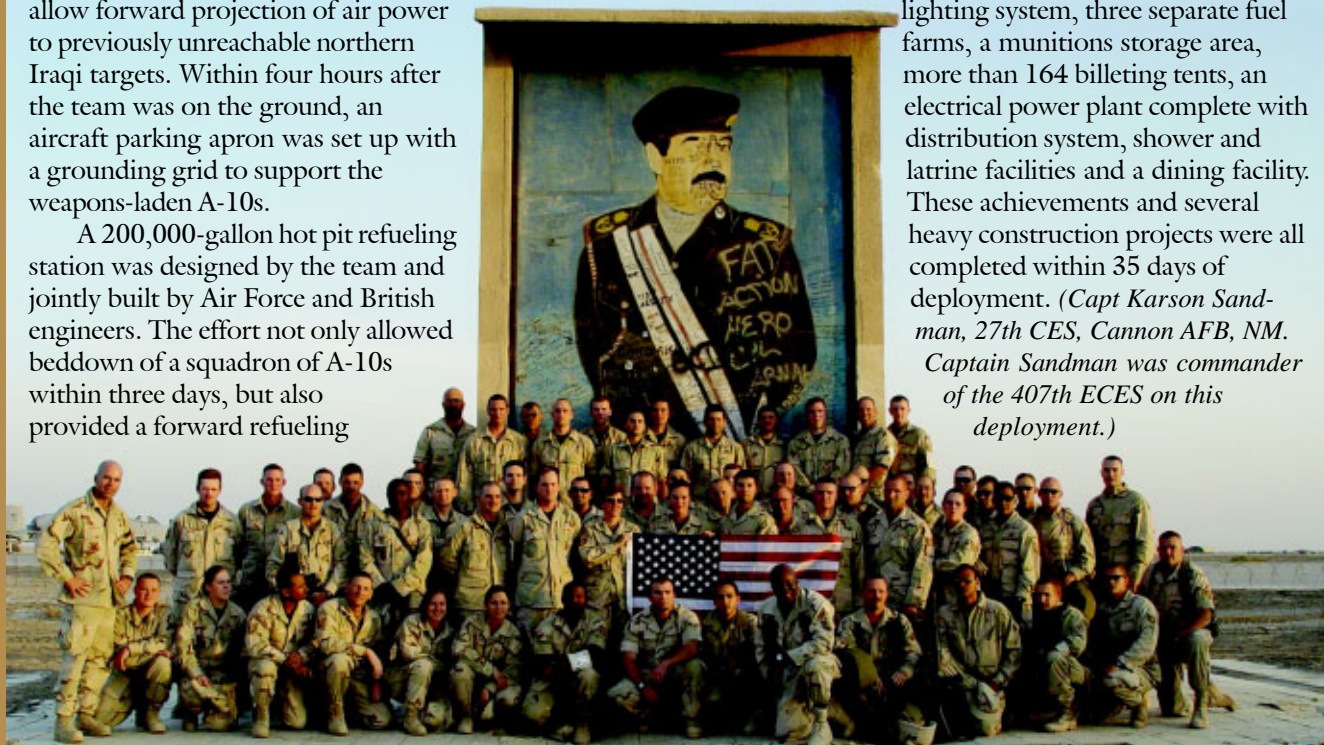 allow forward projection of air power
to previously unreachable northern
Iraqi targets. Within four hours after
the team was on the ground, an
aircraft parking apron was set up with
a grounding grid to support the
weapons-laden A-10s.
A 200,000-gallon hot pit refueling
station was designed by the team and
jointly built by Air Force and British
engineers. The effort not only allowed
beddown of a squadron of A-10s
within three days, but also
provided a forward refueling
lighting system, three separate fuel
farms, a munitions storage area,
more than 164 billeting tents, an
electrical power plant complete with
distribution system, shower and
latrine facilities and a dining facility.
These achievements and several
heavy construction projects were all
completed within 35 days of
deployment. (Capt Karson Sand-
man, 27th CES, Cannon AFB, NM.
Captain Sandman was commander
of the 407th ECES on this
deployment.)
ACTION
HERO